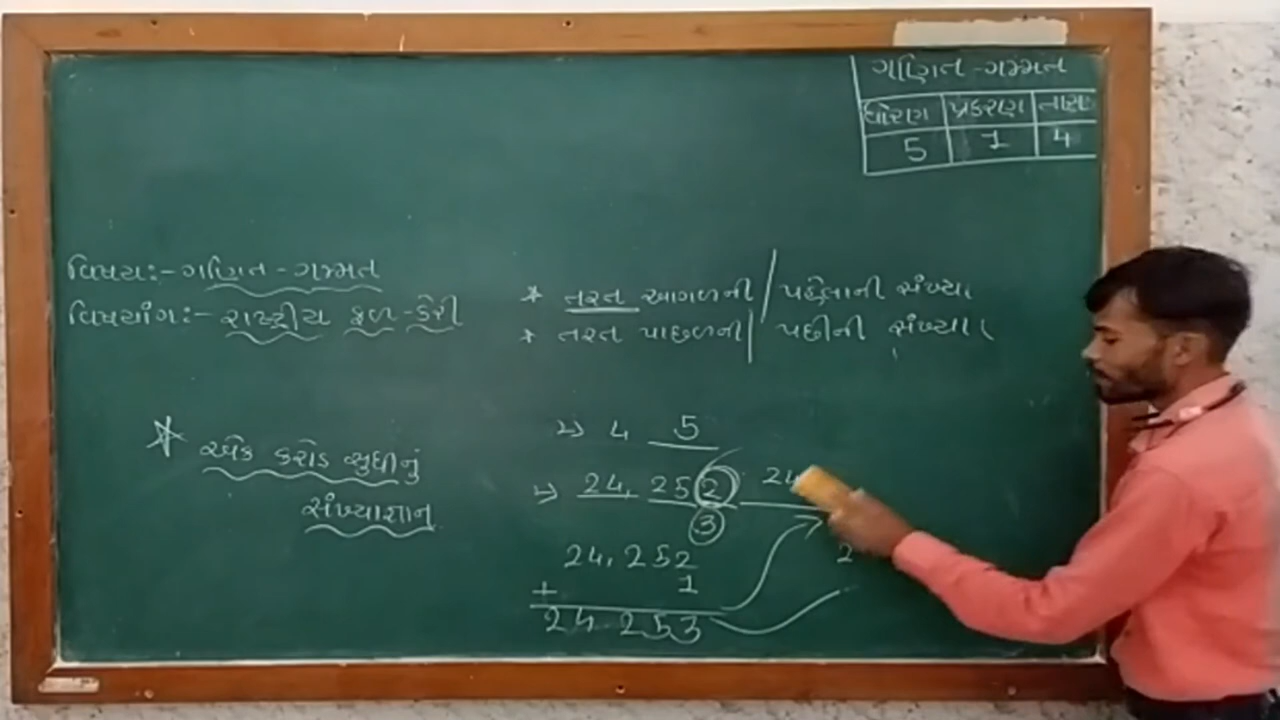 ગણિત-ગમ્મત
ધોરણ પ્રકરણ તાસ
5 1 4
વિષય:- ગણિત-ગમ્મત
વિષયાંગ:- રાષ્ટ્રીય ફળ-કેરી
* તરત આગળની / પહેલાની સંખ્યા
* તરત પાછળની / પછીની સંખ્યા
એક કરોડ સુધીનું
સંખ્યાજ્ઞાન
4 5
24, 252 24
3
24, 252
+ 1
24 253
2